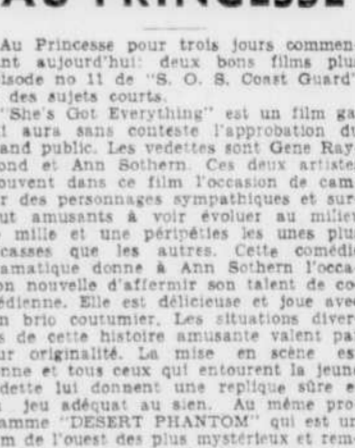 AU PRINCESSE
Au Princesse pour trois jours commen
nt aujourd'hui: deux bons films plu
isode no 11 de "S. O. S. Coast Guard"
des sujets courts.
"She's Got Everything" est un film ga
i aura sans conteste l'approbation du
and public. Les vedettes sont Gene Ray
ond et Ann Sothern. Ces deux artiste
ouvent dans ce film l'occasion de cam
r des personnages sympathiques et sur
ut amusants à voir évoluer au milieu
mille et une péripéties les unes plu
casses que les autres. Cette comédi
amatique donne à Ann Sothern l'occa
on nouvelle d'affermir son talent de co
édienne. Elle est délicieuse et joue ave
n brio coutumier. Les situations diver
s de cette histoire amusante valent pa
ur originalité. La mise en scène es
nne et tous ceux qui entourent la jeun
dette lui donnent une replique sûre e
jeu adéquat au sien. Au même pro
amme "DESERT PHANTOM" qui est un
m de l'ouest des plus mystérieux et rem